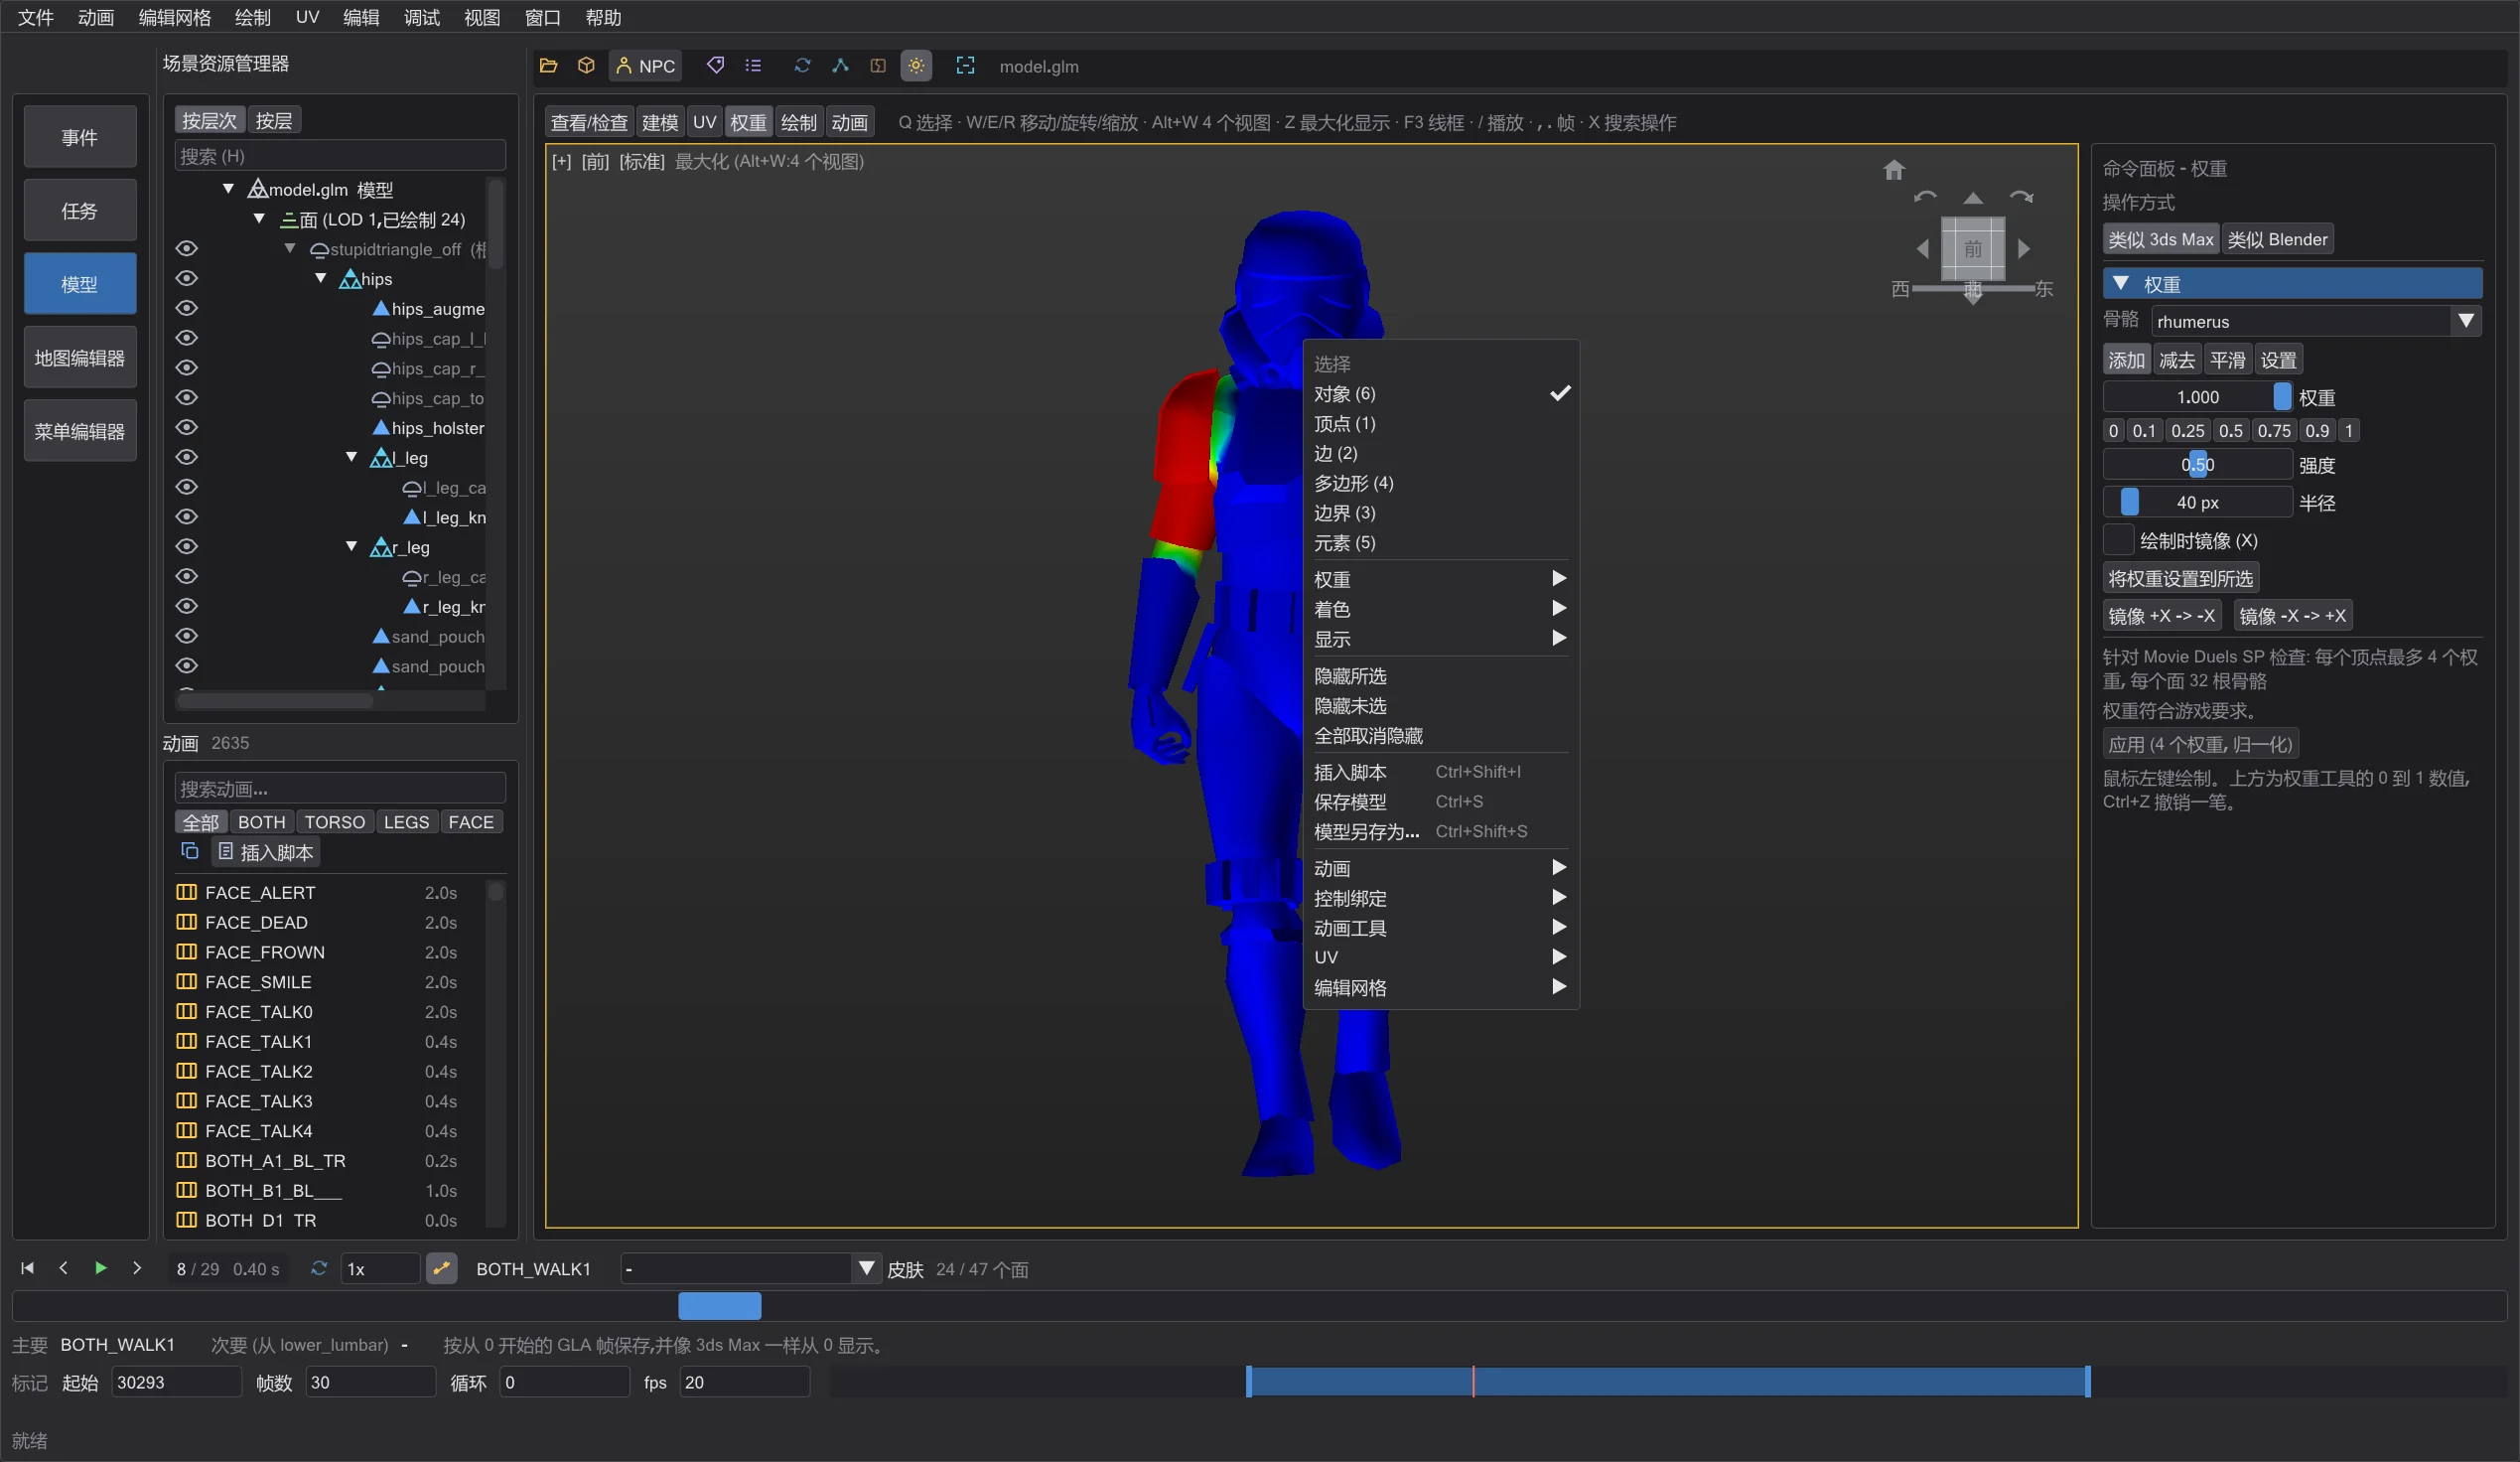 文件 动画 编辑网格 绘制 UV 编辑 调试 视图 窗口 帮助
场景资源管理器
NPC model.glm
事件
任务
模型
地图编辑器
菜单编辑器
按层次 按层
搜索 (H)
model.glm 模型
面 (LOD 1,已绘制 24)
stupidtriangle_off
hips
hips_augme
hips_cap_l_
hips_cap_r_
hips_cap_to
hips_holster
l_leg
l_leg_ca
l_leg_kn
r_leg
r_leg_ca
r_leg_kr
sand_pouch
sand_pouch
动画 2635
搜索动画...
全部 BOTH TORSO LEGS FACE
插入脚本
FACE_ALERT 2.0s
FACE_DEAD 2.0s
FACE_FROWN 2.0s
FACE_SMILE 2.0s
FACE_TALK0 2.0s
FACE_TALK1 0.4s
FACE_TALK2 0.4s
FACE_TALK3 0.4s
FACE_TALK4 0.4s
BOTH_A1_BL_TR 0.2s
BOTH_B1_BL___ 1.0s
BOTH_D1_TR 0.0s
查看/检查 建模 UV 权重 绘制 动画 Q 选择 · W/E/R 移动/旋转/缩放 · Alt+W 4 个视图 · Z 最大化显示 · F3 线框 · / 播放 · , . 帧 · X 搜索操作
[+] [前] [标准] 最大化 (Alt+W:4 个视图)
前
西 北 东
选择
对象 (6)
顶点 (1)
边 (2)
多边形 (4)
边界 (3)
元素 (5)
权重
着色
显示
隐藏所选
隐藏未选
全部取消隐藏
插入脚本 Ctrl+Shift+I
保存模型 Ctrl+S
模型另存为... Ctrl+Shift+S
动画
控制绑定
动画工具
UV
编辑网格
命令面板 - 权重
操作方式
类似 3ds Max 类似 Blender
权重
骨骼 rhumerus
添加 减去 平滑 设置
1.000 权重
0 0.1 0.25 0.5 0.75 0.9 1
0.50 强度
40 px 半径
绘制时镜像 (X)
将权重设置到所选
镜像 +X -> -X 镜像 -X -> +X
针对 Movie Duels SP 检查: 每个顶点最多 4 个权
重, 每个面 32 根骨骼
权重符合游戏要求。
应用 (4 个权重, 归一化)
鼠标左键绘制。上方为权重工具的 0 到 1 数值,
Ctrl+Z 撤销一笔。
8 / 29 0.40 s 1x BOTH_WALK1 - 皮肤 24 / 47 个面
主要 BOTH_WALK1 次要 (从 lower_lumbar) - 按从 0 开始的 GLA 帧保存,并像 3ds Max 一样从 0 显示。
标记 起始 30293 帧数 30 循环 0 fps 20
就绪